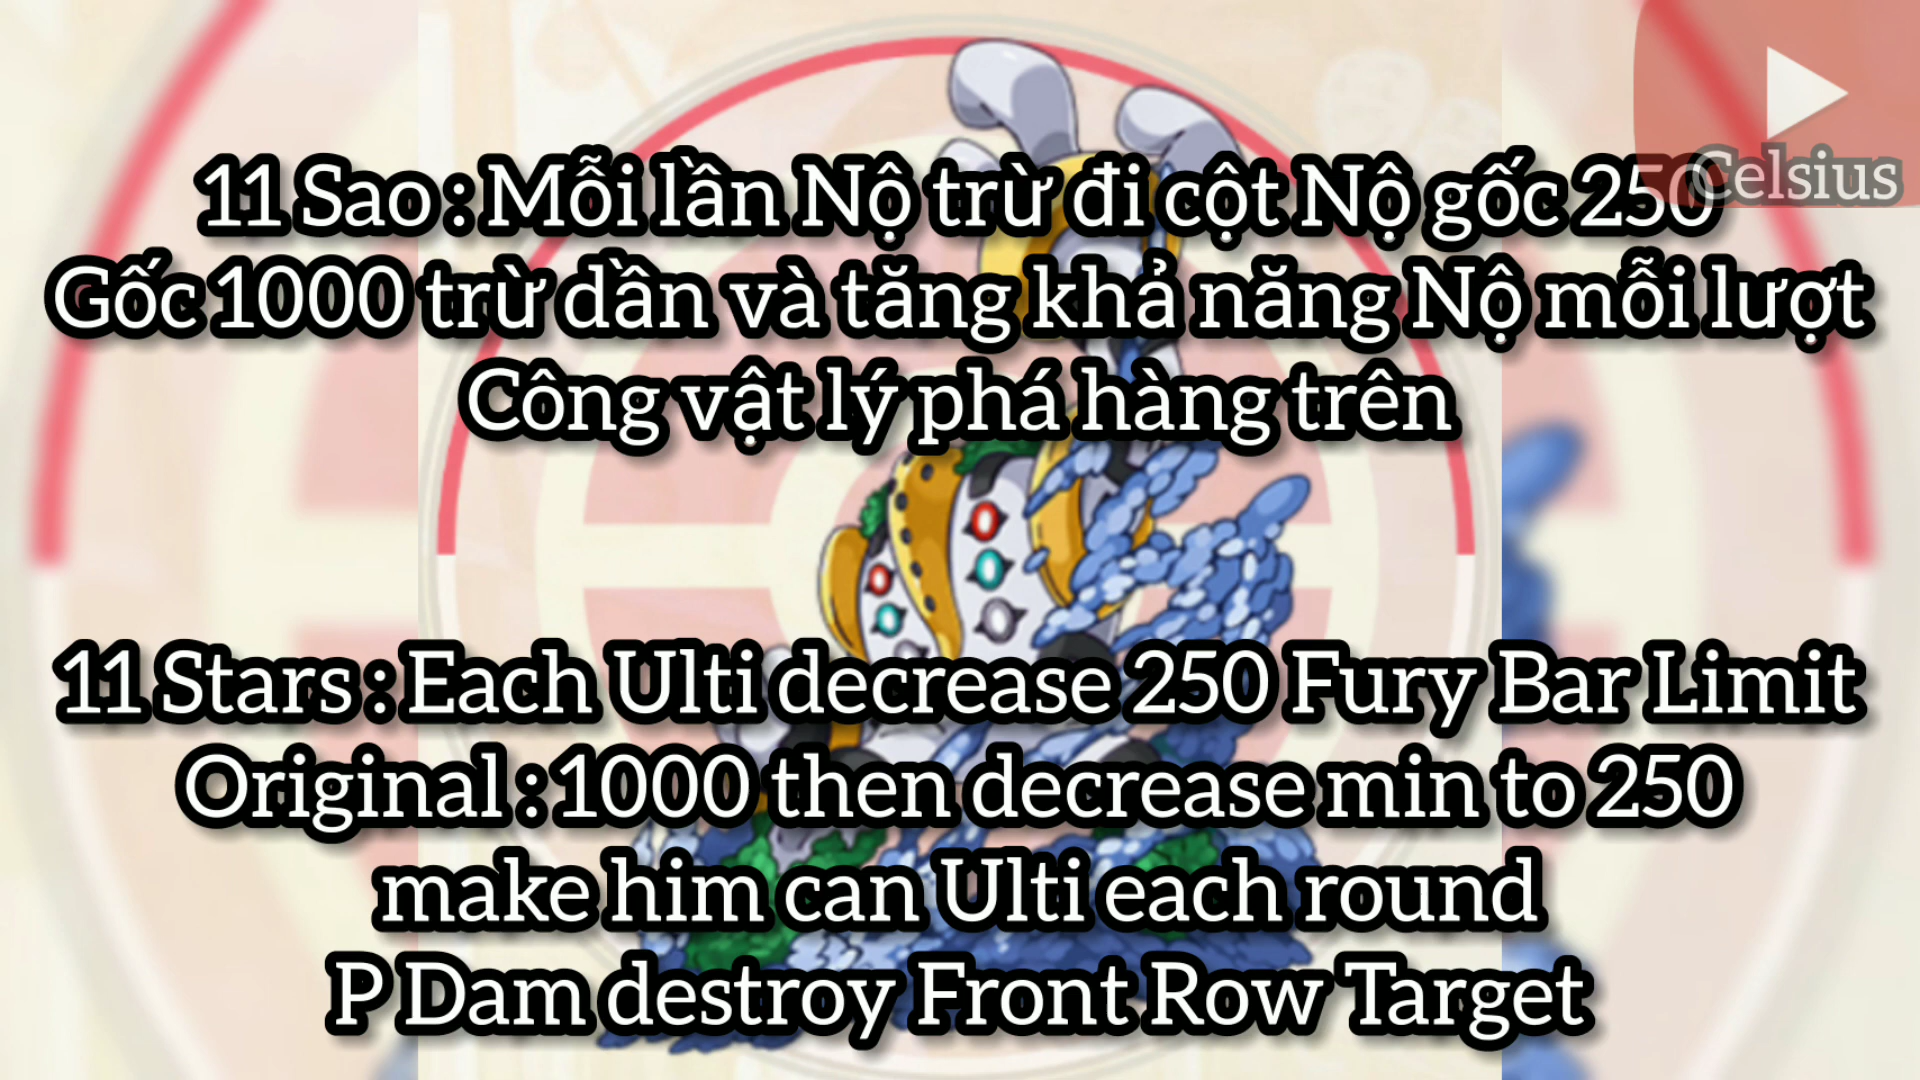 Celsius
11 Sao : Mỗi lần Nộ trừ đi cột Nộ gốc 250
Gốc 1000 trừ dần và tăng khả năng Nộ mỗi lượt
Công vật lý phá hàng trên
11 Stars : Each Ulti decrease 250 Fury Bar Limit
Original : 1000 then decrease min to 250
make him can Ulti each round
P Dam destroy Front Row Target